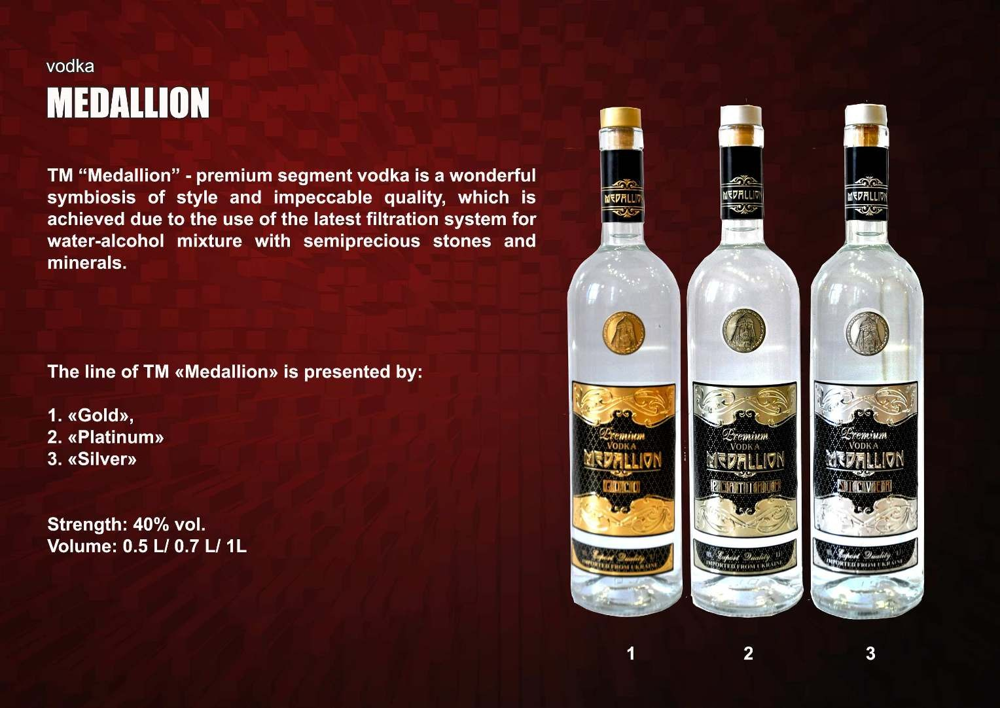 vodka
MEDALLION
TM “Medallion” - premium segment vodka is a wonderful
symbiosis of style and impeccable quality, which is
achieved due to the use of the latest filtration system for
water-alcohol mixture with semiprecious stones and
minerals.
The line of TM «Medallion» is presented by:
1. «Gold»,
2. «Platinum»
3. «Silver»
Strength: 40% vol.
Volume: 0.5 L/ 0.7 L/ 1L
MEDALLION
Premium
VODKA
MEDALLION
GOLD
Export Quality
IMPORTED FROM UKRAINE
1
MEDALLION
Premium
VODKA
MEDALLION
PLATINUM
Export Quality
IMPORTED FROM UKRAINE
2
MEDALLION
Premium
VODKA
MEDALLION
SILVER
Export Quality
IMPORTED FROM UKRAINE
3